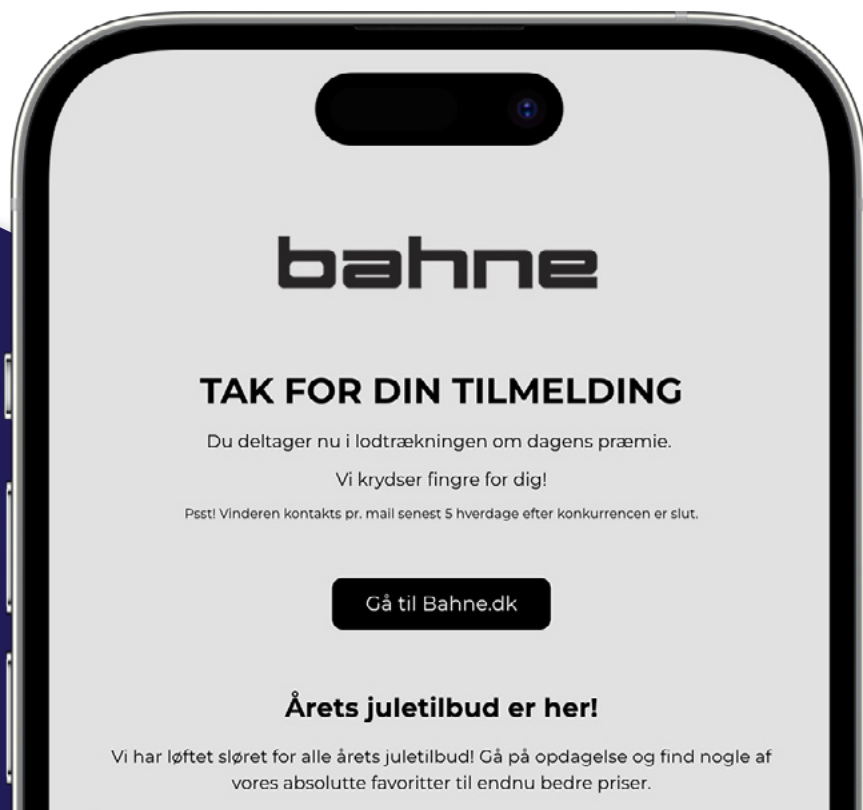 bahne
TAK FOR DIN TILMELDING
Du deltager nu i lodtrækningen om dagens præmie.
Vi krydser fingre for dig!
Psst! Vinderen kontakts pr. mail senest 5 hverdage efter konkurrencen er slut.
Gå til Bahne.dk
Årets juletilbud er her!
Vi har løftet sløret for alle årets juletilbud! Gå på opdagelse og find nogle af
vores absolutte favoritter til endnu bedre priser.